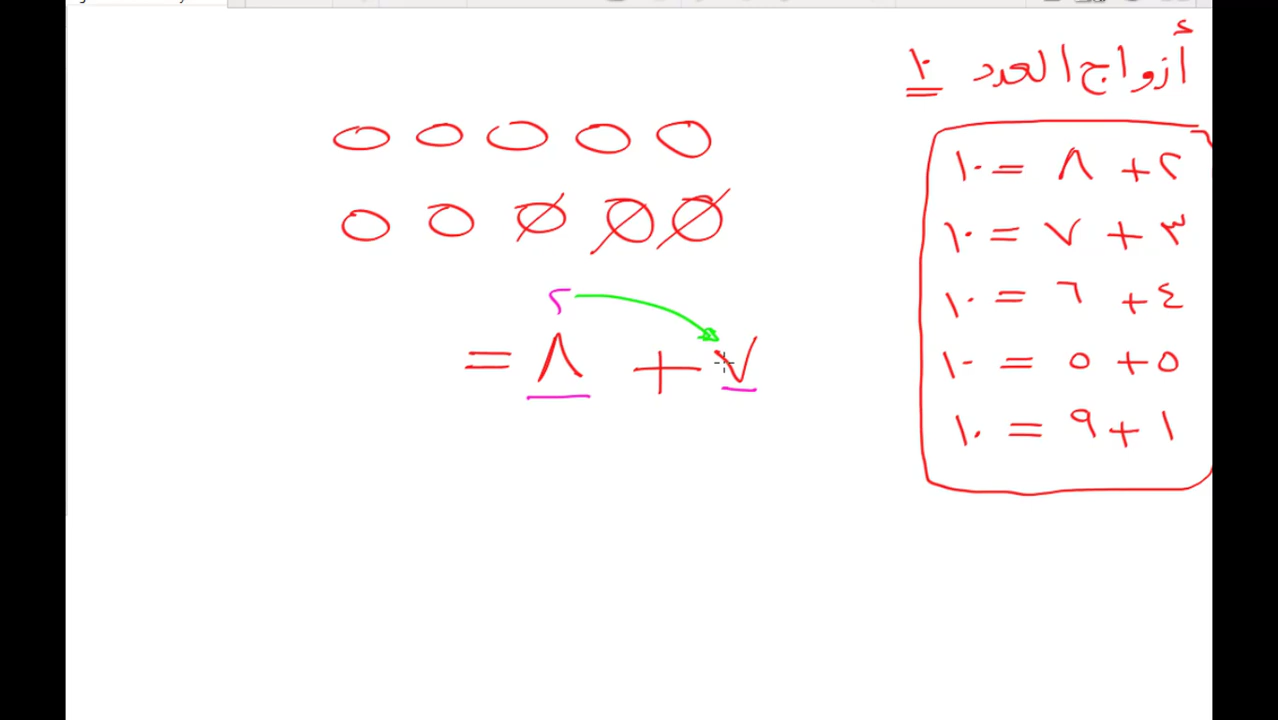 أزواج العدد ١٠
٢ + ٨ = ١٠
٣ + ٧ = ١٠
٤ + ٦ = ١٠
٥ + ٥ = ١٠
١ + ٩ = ١٠
٢
٧ + ٨ =